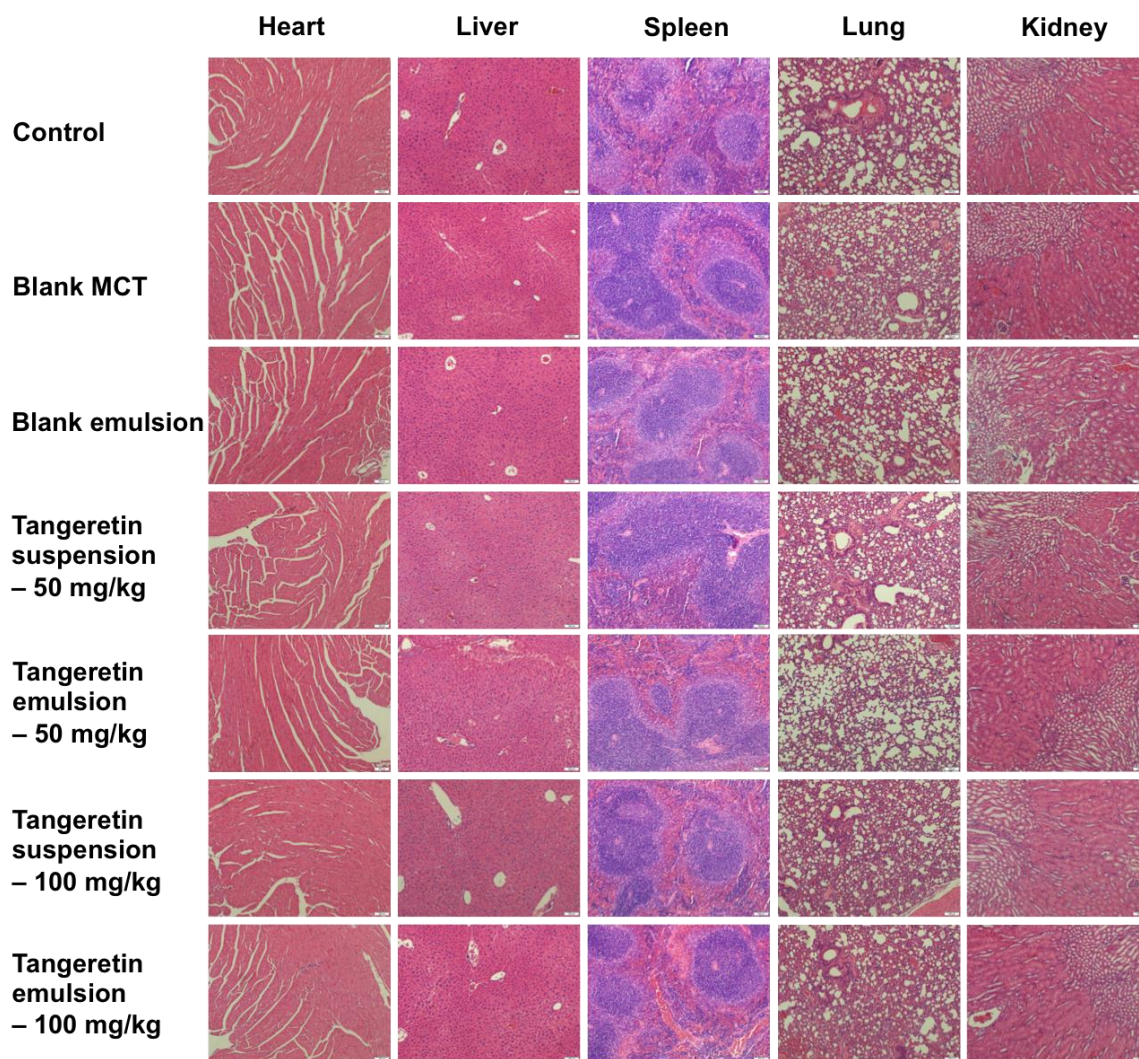 Heart Liver Spleen Lung Kidney
Control
Blank MCT
Blank emulsion
Tangeretin
suspension
– 50 mg/kg
Tangeretin
emulsion
– 50 mg/kg
Tangeretin
suspension
– 100 mg/kg
Tangeretin
emulsion
– 100 mg/kg